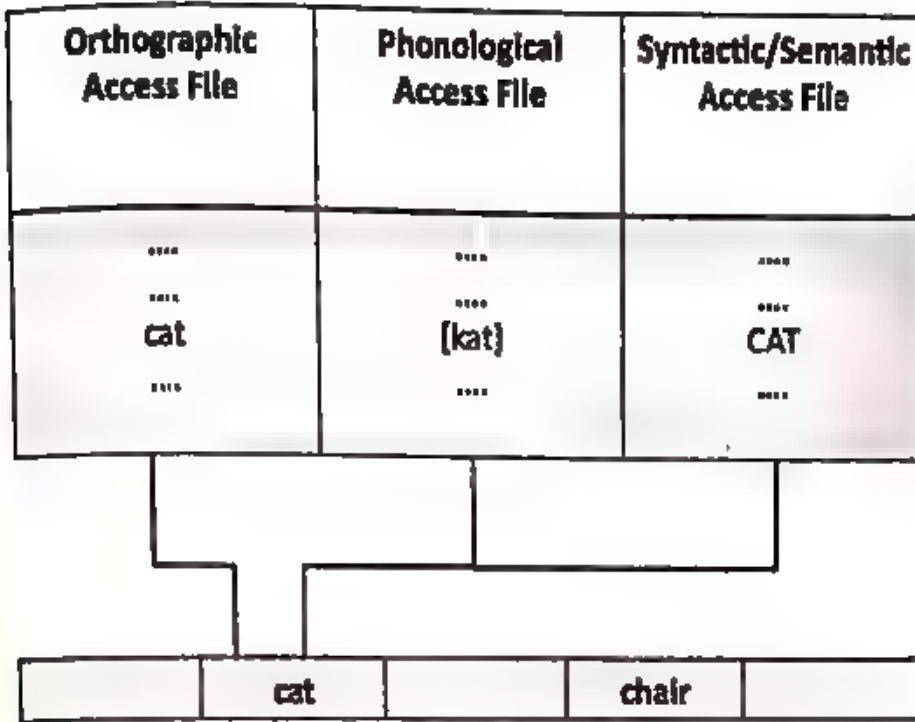 Orthographic
Access File
Phonological
Access File
Syntactic/Semantic
Access File
....
....
....
....
....
....
cat
[kat]
CAT
....
....
....
cat
chair